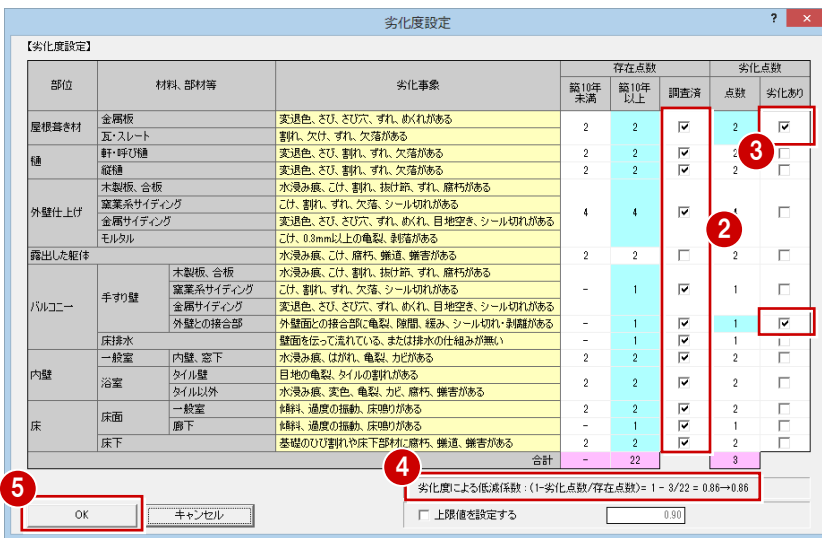 劣化度設定
? ×
【劣化度設定】
部位 材料、部材等 劣化事象 存在点数 劣化点数
築10年未満 築10年以上 調査済 点数 劣化あり
屋根葺き材 金属板 変退色、さび、さび穴、ずれ、めくれがある 2 2 2
瓦・スレート 割れ、欠け、ずれ、欠落がある
樋 軒・呼び樋 変退色、さび、割れ、ずれ、欠落がある 2 2 2
縦樋 変退色、さび、割れ、ずれ、欠落がある 2 2 2
外壁仕上げ 木製板、合板 水浸み痕、こけ、割れ、抜け節、ずれ、腐朽がある 4 4
窯業系サイディング こけ、割れ、ずれ、欠落、シール切れがある
金属サイディング 変退色、さび、さび穴、ずれ、めくれ、目地空き、シール切れがある
モルタル こけ、0.3mm以上の亀裂、剥落がある
露出した躯体 水浸み痕、こけ、腐朽、蟻道、蟻害がある 2 2 2
バルコニー 手すり壁 木製板、合板 水浸み痕、こけ、割れ、抜け節、ずれ、腐朽がある - 1 1
窯業系サイディング こけ、割れ、ずれ、欠落、シール切れがある
金属サイディング 変退色、さび、さび穴、ずれ、めくれ、目地空き、シール切れがある
外壁との接合部 外壁面との接合部に亀裂、隙間、緩み、シール切れ・剥離がある - 1 1
床排水 壁面を伝って流れている、または排水の仕組みが無い - 1 1
内壁 一般室 内壁、窓下 水浸み痕、はがれ、亀裂、カビがある 2 2 2
浴室 タイル壁 目地の亀裂、タイルの割れがある 2 2 2
タイル以外 水浸み痕、変色、亀裂、カビ、腐朽、蟻害がある
床 床面 一般室 傾斜、過度の振動、床鳴りがある 2 2 2
廊下 傾斜、過度の振動、床鳴りがある - 1 1
床下 基礎のひび割れや床下部材に腐朽、蟻道、蟻害がある 2 2 2
合計 - 22 3
3
2
4
劣化度による低減係数：(1-劣化点数/存在点数)= 1 - 3/22 = 0.86→0.86
5
OK キャンセル
上限値を設定する 0.90